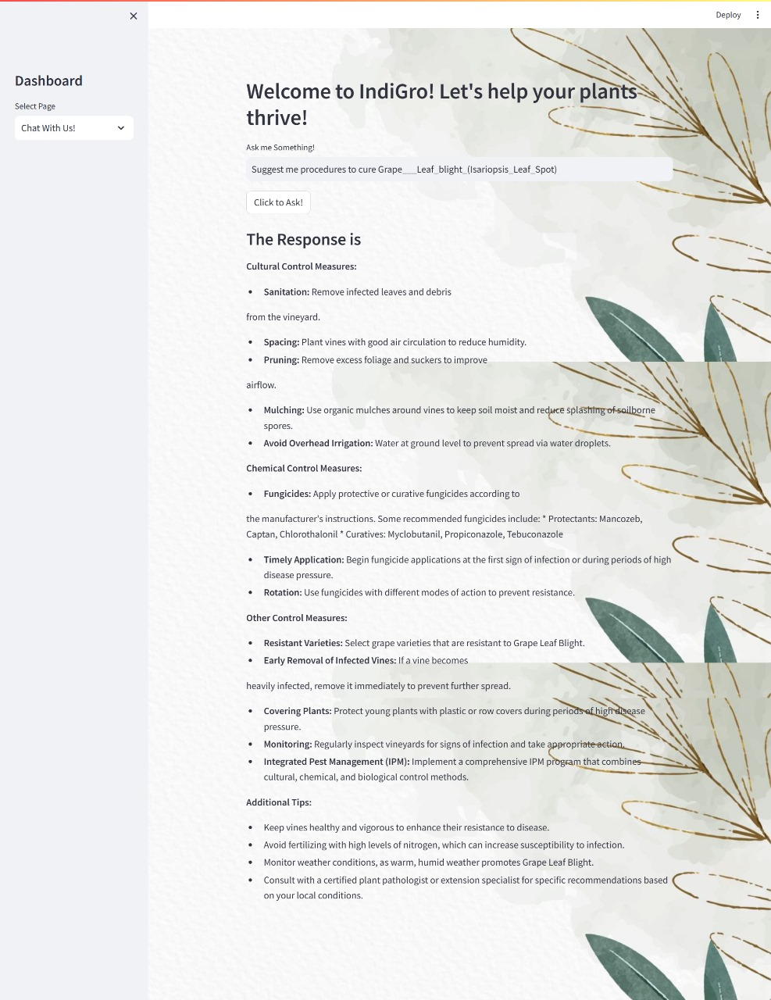 Deploy
Dashboard
Select Page
Chat With Us!
Welcome to IndiGro! Let's help your plants
thrive!
Ask me Something!
Suggest me procedures to cure Grape___Leaf_blight_(Isariopsis_Leaf_Spot)
Click to Ask!
The Response is
Cultural Control Measures:
• Sanitation: Remove infected leaves and debris
from the vineyard.
• Spacing: Plant vines with good air circulation to reduce humidity.
• Pruning: Remove excess foliage and suckers to improve
airflow.
• Mulching: Use organic mulches around vines to keep soil moist and reduce splashing of soilborne
spores.
• Avoid Overhead Irrigation: Water at ground level to prevent spread via water droplets.
Chemical Control Measures:
• Fungicides: Apply protective or curative fungicides according to
the manufacturer's instructions. Some recommended fungicides include: * Protectants: Mancozeb,
Captan, Chlorothalonil * Curatives: Myclobutanil, Propiconazole, Tebuconazole
• Timely Application: Begin fungicide applications at the first sign of infection or during periods of high
disease pressure.
• Rotation: Use fungicides with different modes of action to prevent resistance.
Other Control Measures:
• Resistant Varieties: Select grape varieties that are resistant to Grape Leaf Blight.
• Early Removal of Infected Vines: If a vine becomes
heavily infected, remove it immediately to prevent further spread.
• Covering Plants: Protect young plants with plastic or row covers during periods of high disease
pressure.
• Monitoring: Regularly inspect vineyards for signs of infection and take appropriate action.
• Integrated Pest Management (IPM): Implement a comprehensive IPM program that combines
cultural, chemical, and biological control methods.
Additional Tips:
• Keep vines healthy and vigorous to enhance their resistance to disease.
• Avoid fertilizing with high levels of nitrogen, which can increase susceptibility to infection.
• Monitor weather conditions, as warm, humid weather promotes Grape Leaf Blight.
• Consult with a certified plant pathologist or extension specialist for specific recommendations based
on your local conditions.